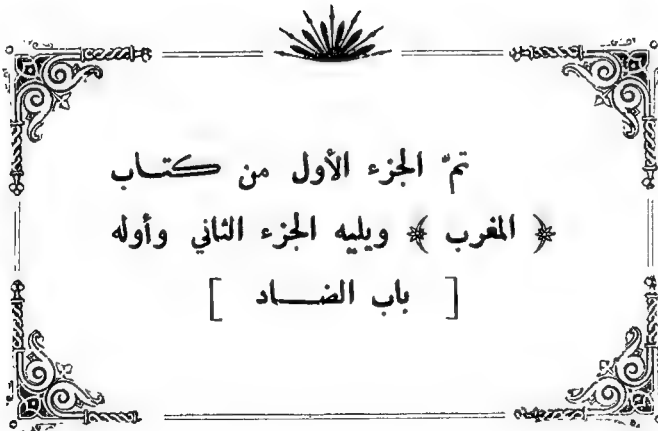 تمّ الجزء الأول من كتاب
﴿ المغرب ﴾ ويليه الجزء الثاني وأوله
[ باب الضاد ]